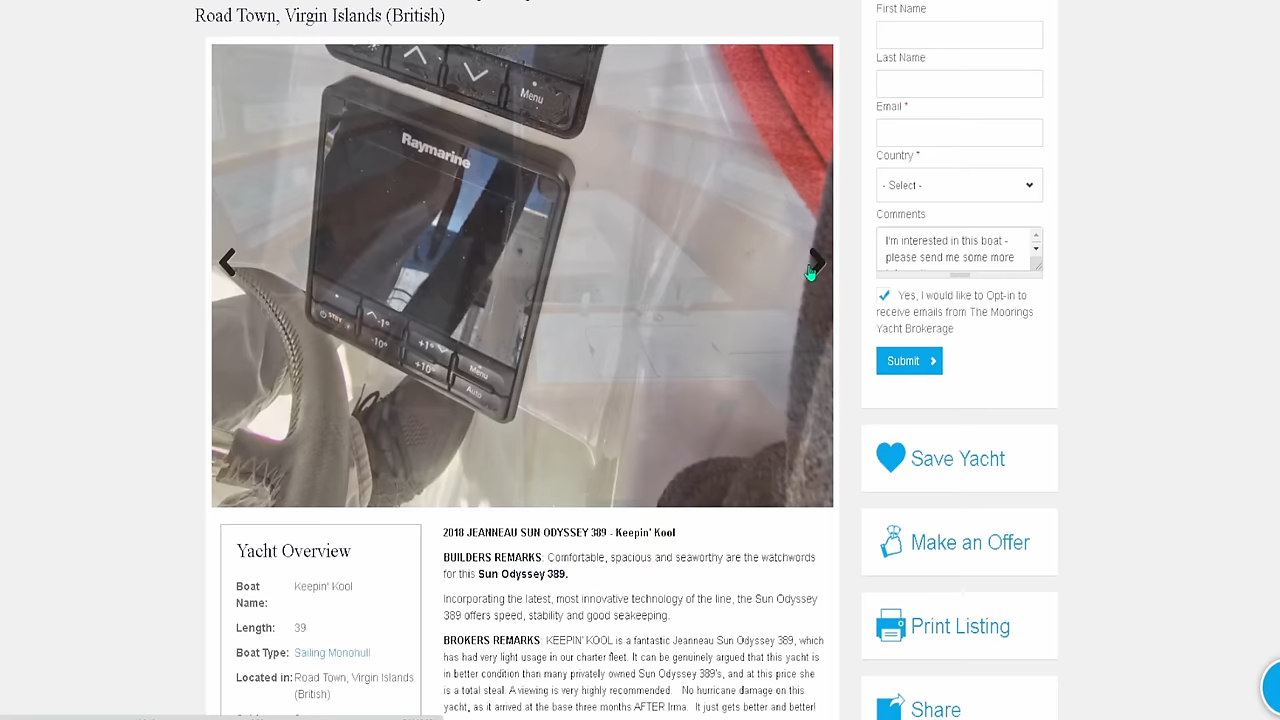 Road Town, Virgin Islands (British)
Menu
Raymarine
STBY
-1°
-10°
+1°
+10°
Menu
Auto
Yacht Overview
Boat Name: Keepin' Kool
Length: 39
Boat Type: Sailing Monohull
Located in: Road Town, Virgin Islands (British)
2018 JEANNEAU SUN ODYSSEY 389 - Keepin' Kool
BUILDERS REMARKS: Comfortable, spacious and seaworthy are the watchwords
for this Sun Odyssey 389.
Incorporating the latest, most innovative technology of the line, the Sun Odyssey
389 offers speed, stability and good seakeeping.
BROKERS REMARKS: KEEPIN' KOOL is a fantastic Jeanneau Sun Odyssey 389, which
has had very light usage in our charter fleet. It can be genuinely argued that this yacht is
in better condition than many privately owned Sun Odyssey 389's, and at this price she
is a total steal. A viewing is very highly recommended. No hurricane damage on this
yacht, as it arrived at the base three months AFTER Irma. It just gets better and better!
First Name
Last Name
Email *
Country *
- Select -
Comments
I'm interested in this boat -
please send me some more
Yes, I would like to Opt-in to
receive emails from The Moorings
Yacht Brokerage
Submit
Save Yacht
Make an Offer
Print Listing
Share